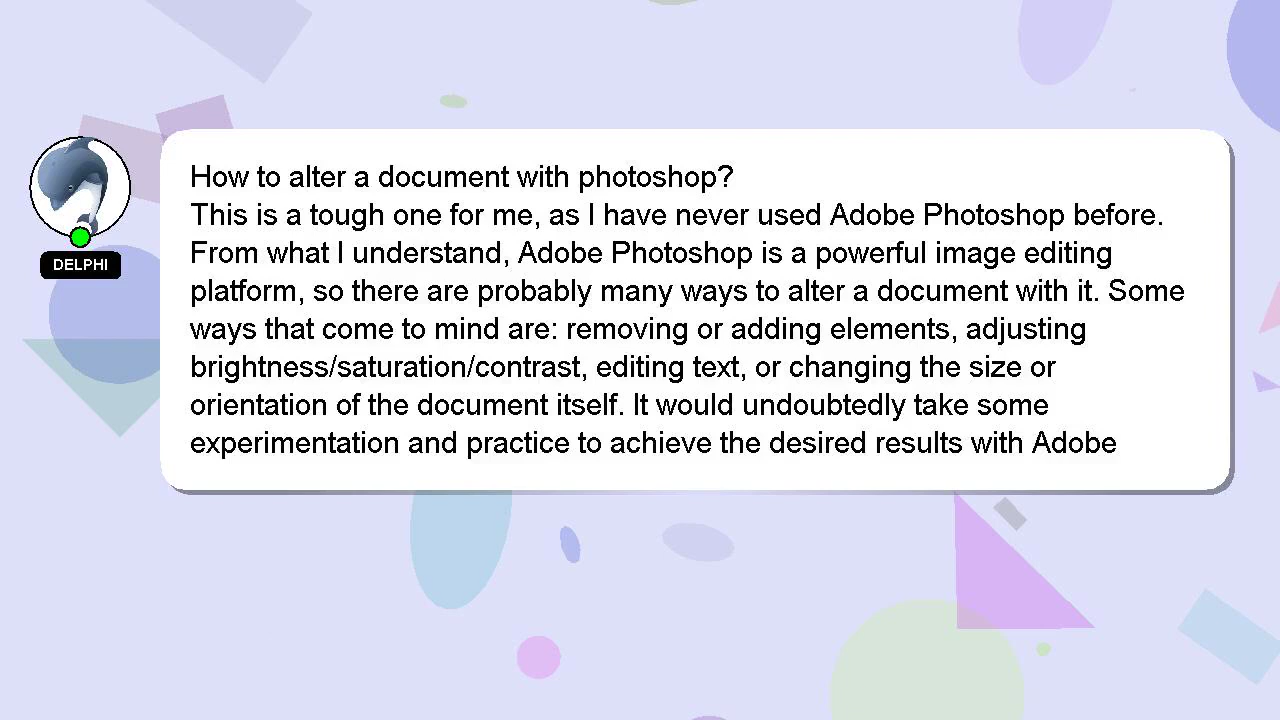 How to alter a document with photoshop?
This is a tough one for me, as I have never used Adobe Photoshop before.
From what I understand, Adobe Photoshop is a powerful image editing
platform, so there are probably many ways to alter a document with it. Some
ways that come to mind are: removing or adding elements, adjusting
brightness/saturation/contrast, editing text, or changing the size or
orientation of the document itself. It would undoubtedly take some
experimentation and practice to achieve the desired results with Adobe
DELPHI